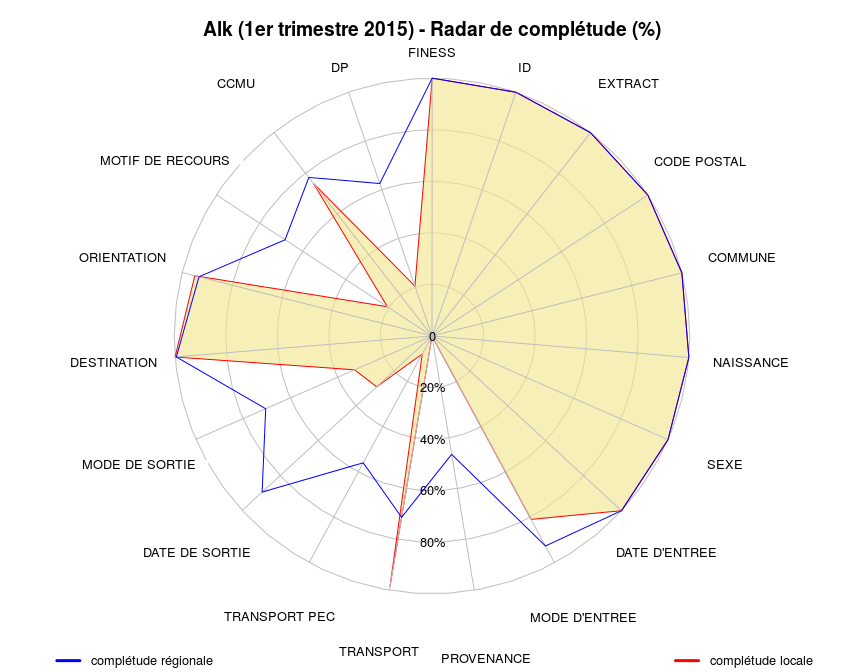 Alk (1er trimestre 2015) - Radar de complétude (%)
FINESS
DP
ID
CCMU
EXTRACT
MOTIF DE RECOURS
CODE POSTAL
ORIENTATION
COMMUNE
0
DESTINATION
NAISSANCE
20%
40%
MODE DE SORTIE
SEXE
60%
80%
DATE DE SORTIE
DATE D'ENTREE
TRANSPORT PEC
MODE D'ENTREE
TRANSPORT
PROVENANCE
complétude régionale
complétude locale